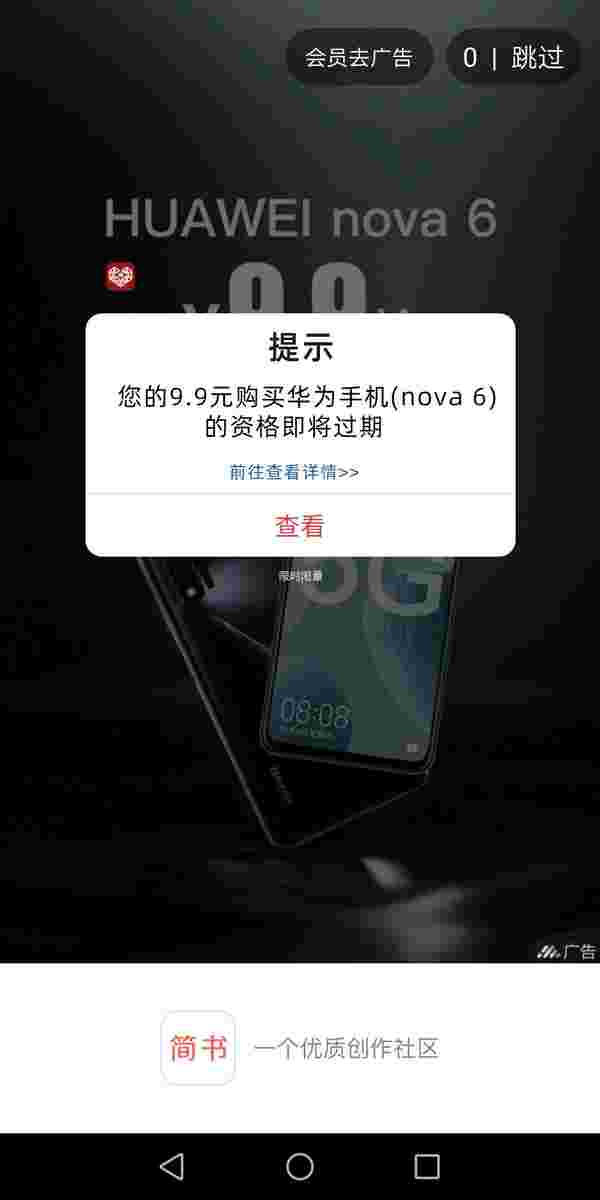 会员去广告
0 | 跳过
HUAWEI nova 6
提示
您的9.9元购买华为手机(nova 6)
的资格即将过期
前往查看详情>>
查看
限时限量
5G
08:08
广告
简书
一个优质创作社区